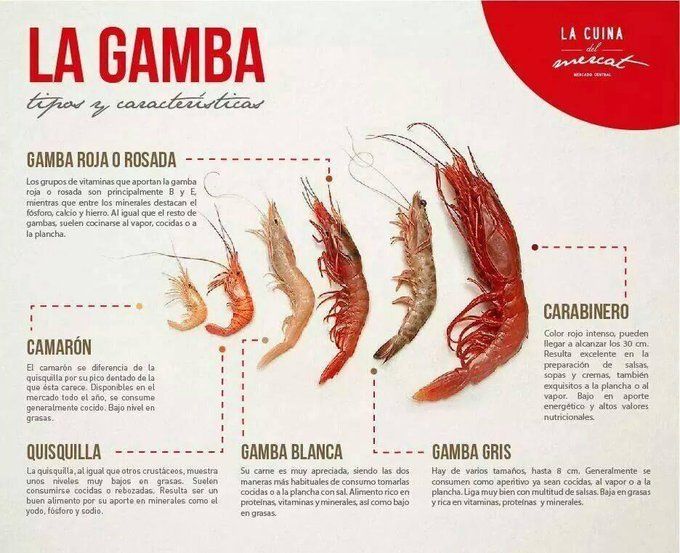 LA GAMBA
tipos y características
LA CUINA
del
mercat
MERCADO CENTRAL
GAMBA ROJA O ROSADA
Los grupos de vitaminas que aportan la gamba
roja o rosada son principalmente B y E,
mientras que entre los minerales destacan el
fósforo, calcio y hierro. Al igual que el resto de
gambas, suelen cocinarse al vapor, cocidas o a
la plancha.
CARABINERO
Color rojo intenso, pueden
llegar a alcanzar los 30 cm.
Resulta excelente en la
preparación de salsas,
sopas y cremas, también
exquisitos a la plancha o al
vapor. Bajo en aporte
energético y altos valores
nutricionales.
CAMARÓN
El camarón se diferencia de la
quisquilla por su pico dentado de la
que ésta carece. Disponibles en el
mercado todo el año, se consume
generalmente cocido. Bajo nivel en
grasas.
QUISQUILLA
La quisquilla, al igual que otros crustáceos, muestra
unos niveles muy bajos en grasas. Suelen
consumirse cocidas o rebozadas. Resulta ser un
buen alimento por su aporte en minerales como el
yodo, fósforo y sodio.
GAMBA BLANCA
Su carne es muy apreciada, siendo las dos
maneras más habituales de consumo tomarlas
cocidas o a la plancha con sal. Alimento rico en
proteínas, vitaminas y minerales, así como bajo
en grasas.
GAMBA GRIS
Hay de varios tamaños, hasta 8 cm. Generalmente se
consumen como aperitivo ya sean cocidas, al vapor o a la
plancha. Liga muy bien con multitud de salsas. Baja en grasas
y rica en vitaminas, proteínas y minerales.